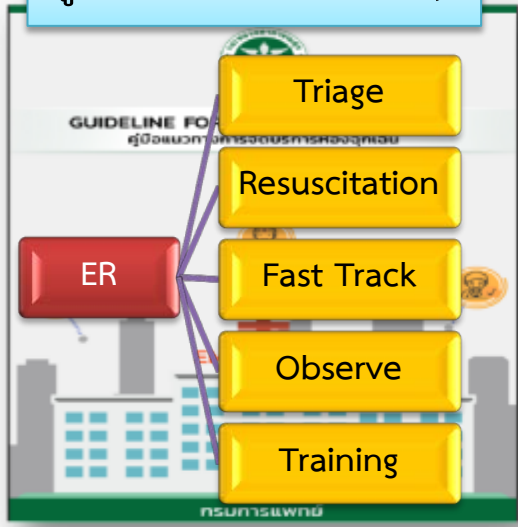 GUIDELINE FO
คู่มือแนวทางการจัดบริการห้องฉุกเฉิน
Triage
Resuscitation
ER
Fast Track
Observe
Training
กรมการแพทย์